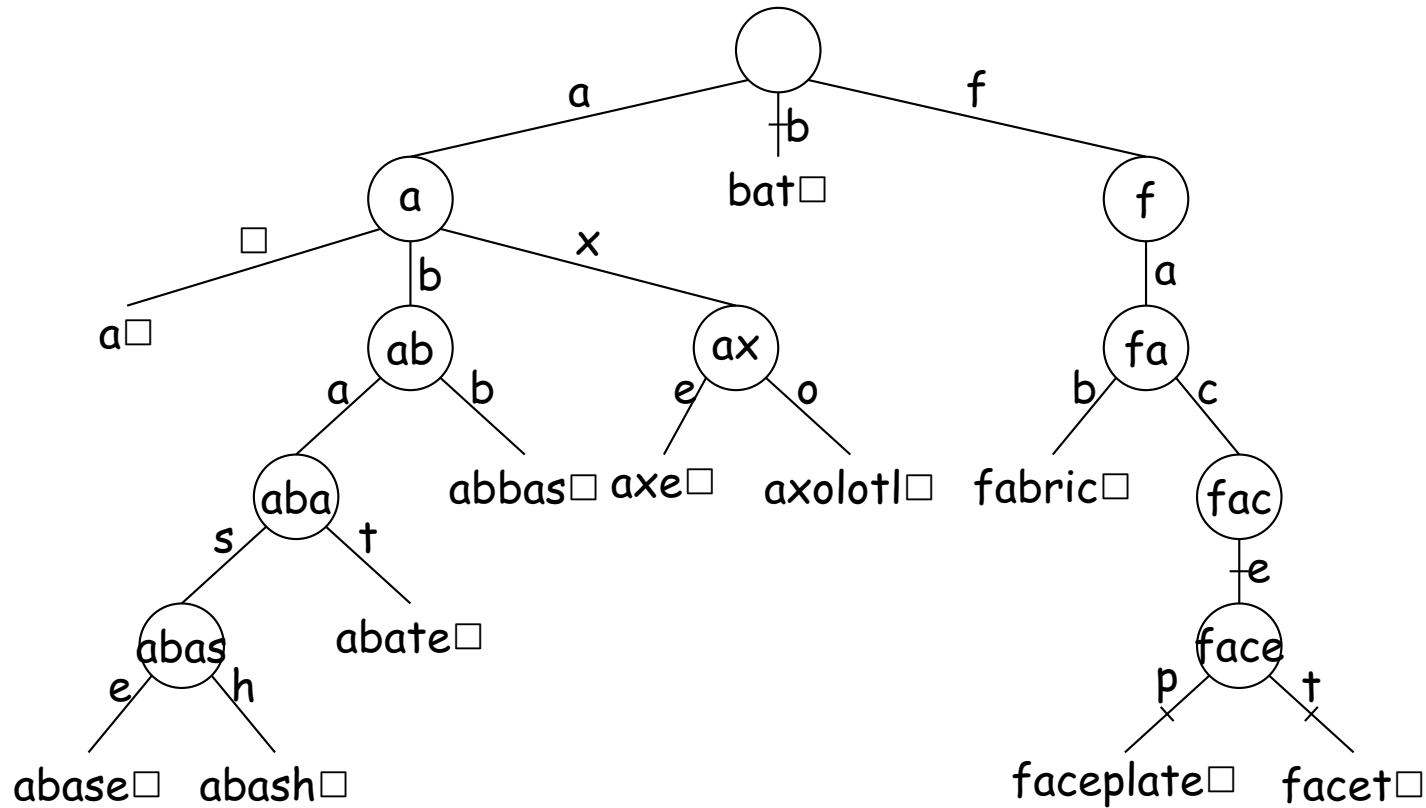 a f
b
a bat□ f
□ x
b a
a□
ab ax fa
a b e o b c
abbas□ axe□ axolotl□ fabric□
aba fac
s t
e
abate□
abas face
e h p t
abase□ abash□ faceplate□ facet□